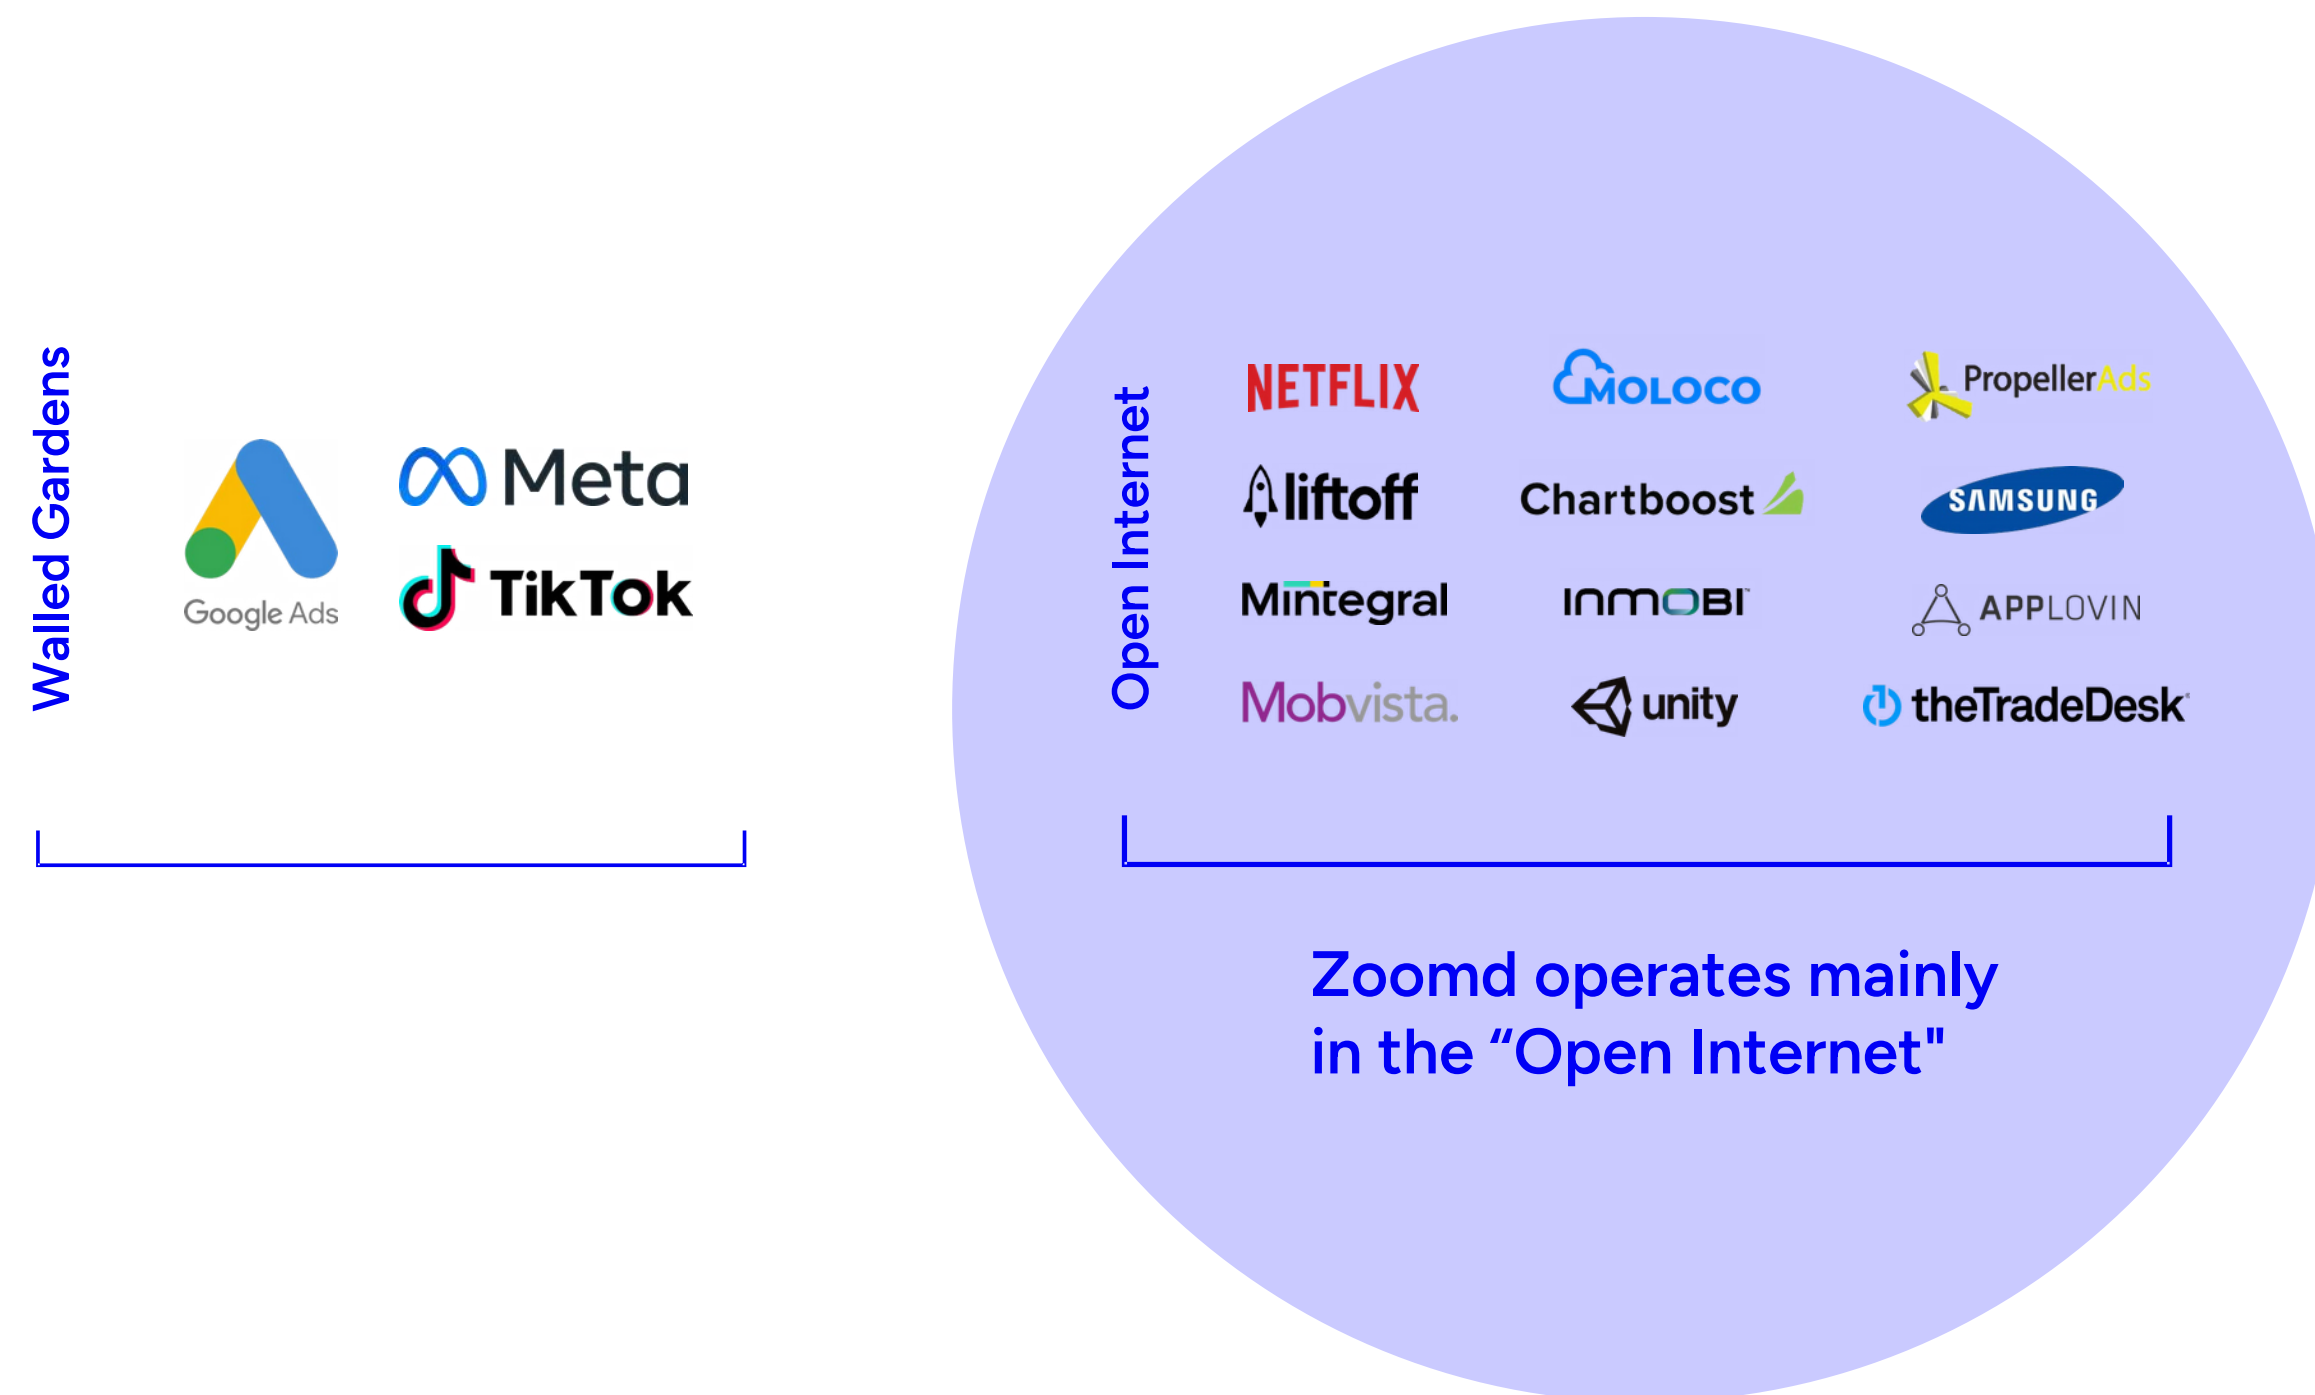 Walled Gardens
Google Ads
Meta
TikTok
Open Internet
NETFLIX
MOLOCO
PropellerAds
liftoff
Chartboost
SAMSUNG
Mintegral
INMOBI
APPLOVIN
Mobvista.
unity
theTradeDesk
Zoomd operates mainly
in the “Open Internet"